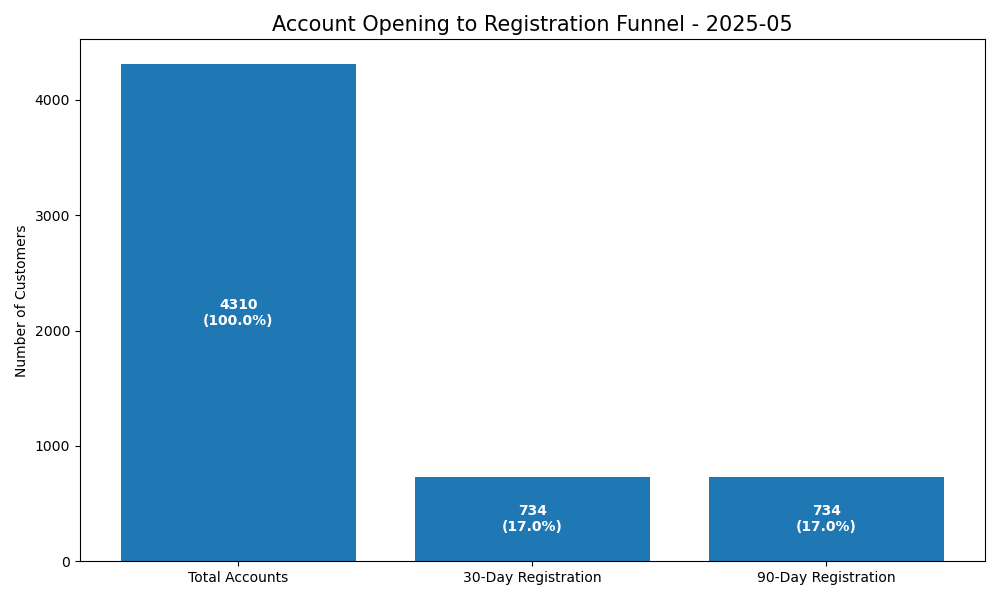 Account Opening to Registration Funnel - 2025-05
Number of Customers
4000
3000
2000
1000
0
4310
(100.0%)
734
(17.0%)
734
(17.0%)
Total Accounts
30-Day Registration
90-Day Registration